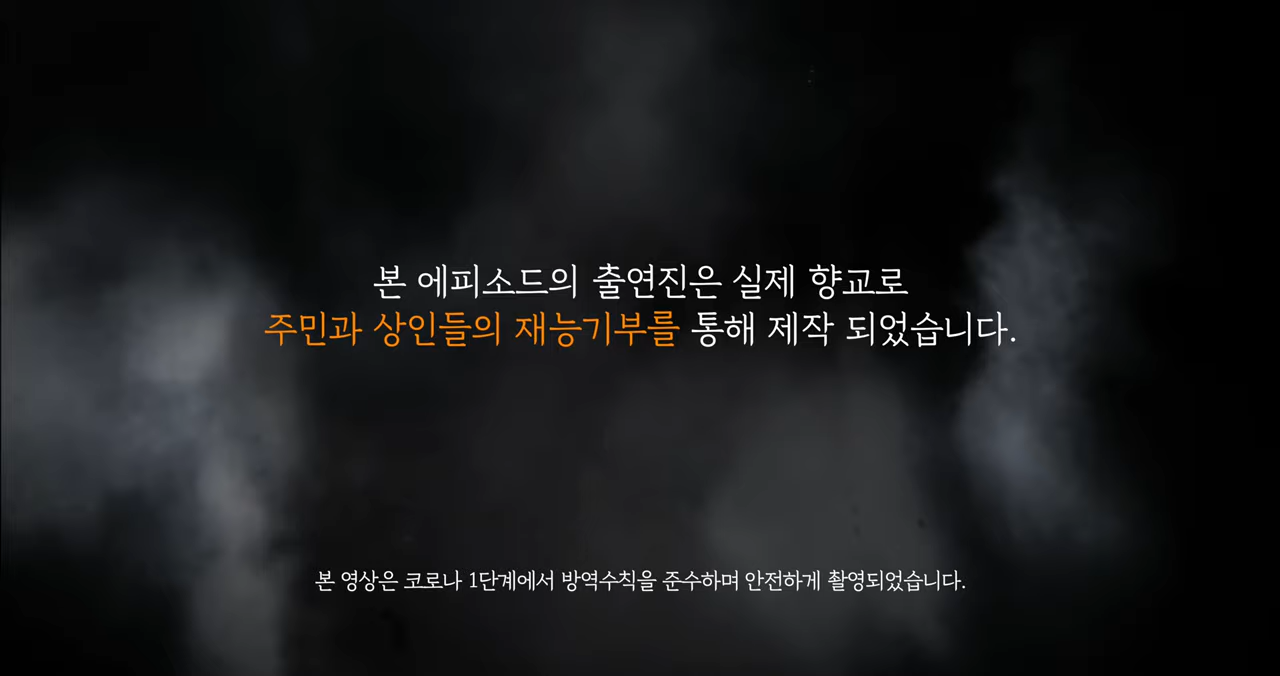 본 에피소드의 출연진은 실제 향교로
주민과 상인들의 재능기부를 통해 제작 되었습니다.
본 영상은 코로나 1단계에서 방역수칙을 준수하며 안전하게 촬영되었습니다.